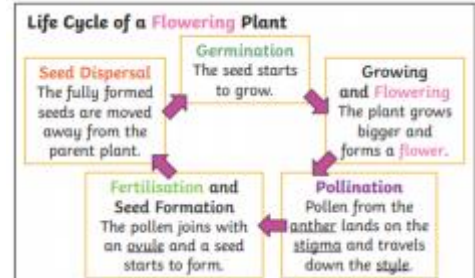 Life Cycle of a Flowering Plant
Germination
The seed starts
to grow.
Growing
and Flowering
The plant grows
bigger and
forms a flower.
Pollination
Pollen from the
anther lands on the
stigma and travels
down the style.
Fertilisation and
Seed Formation
The pollen joins with
an ovule and a seed
starts to form.
Seed Dispersal
The fully formed
seeds are moved
away from the
parent plant.